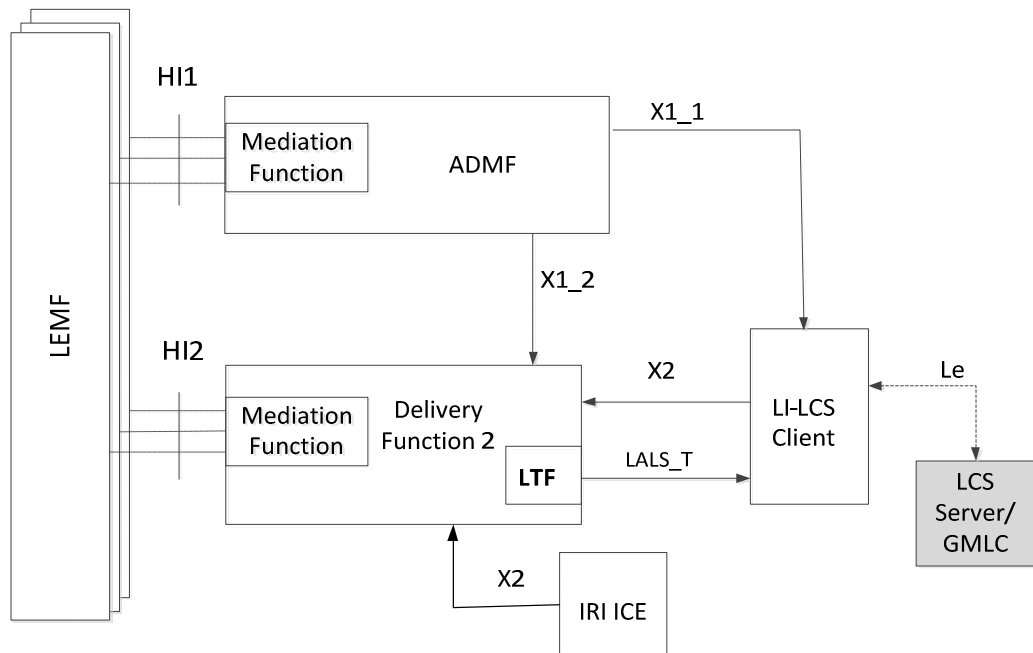 HI1
X1_1
Mediation
Function
ADMF
X1_2
LEMF
HI2
X2
Le
Mediation
Function
Delivery
Function 2
LI-LCS
Client
LTF
LALS_T
LCS
Server/
GMLC
X2
IRI ICE